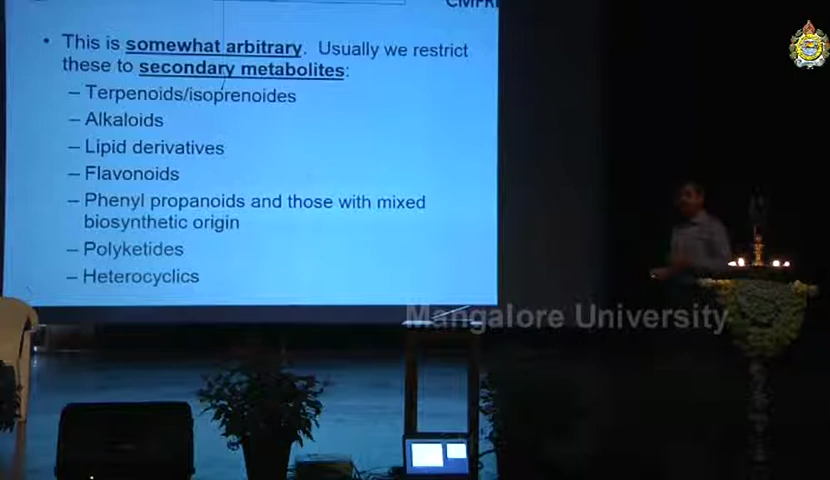 CMFRI
• This is somewhat arbitrary. Usually we restrict
these to secondary metabolites:
– Terpenoids/isoprenoides
– Alkaloids
– Lipid derivatives
– Flavonoids
– Phenyl propanoids and those with mixed
biosynthetic origin
– Polyketides
– Heterocyclics
Mangalore University